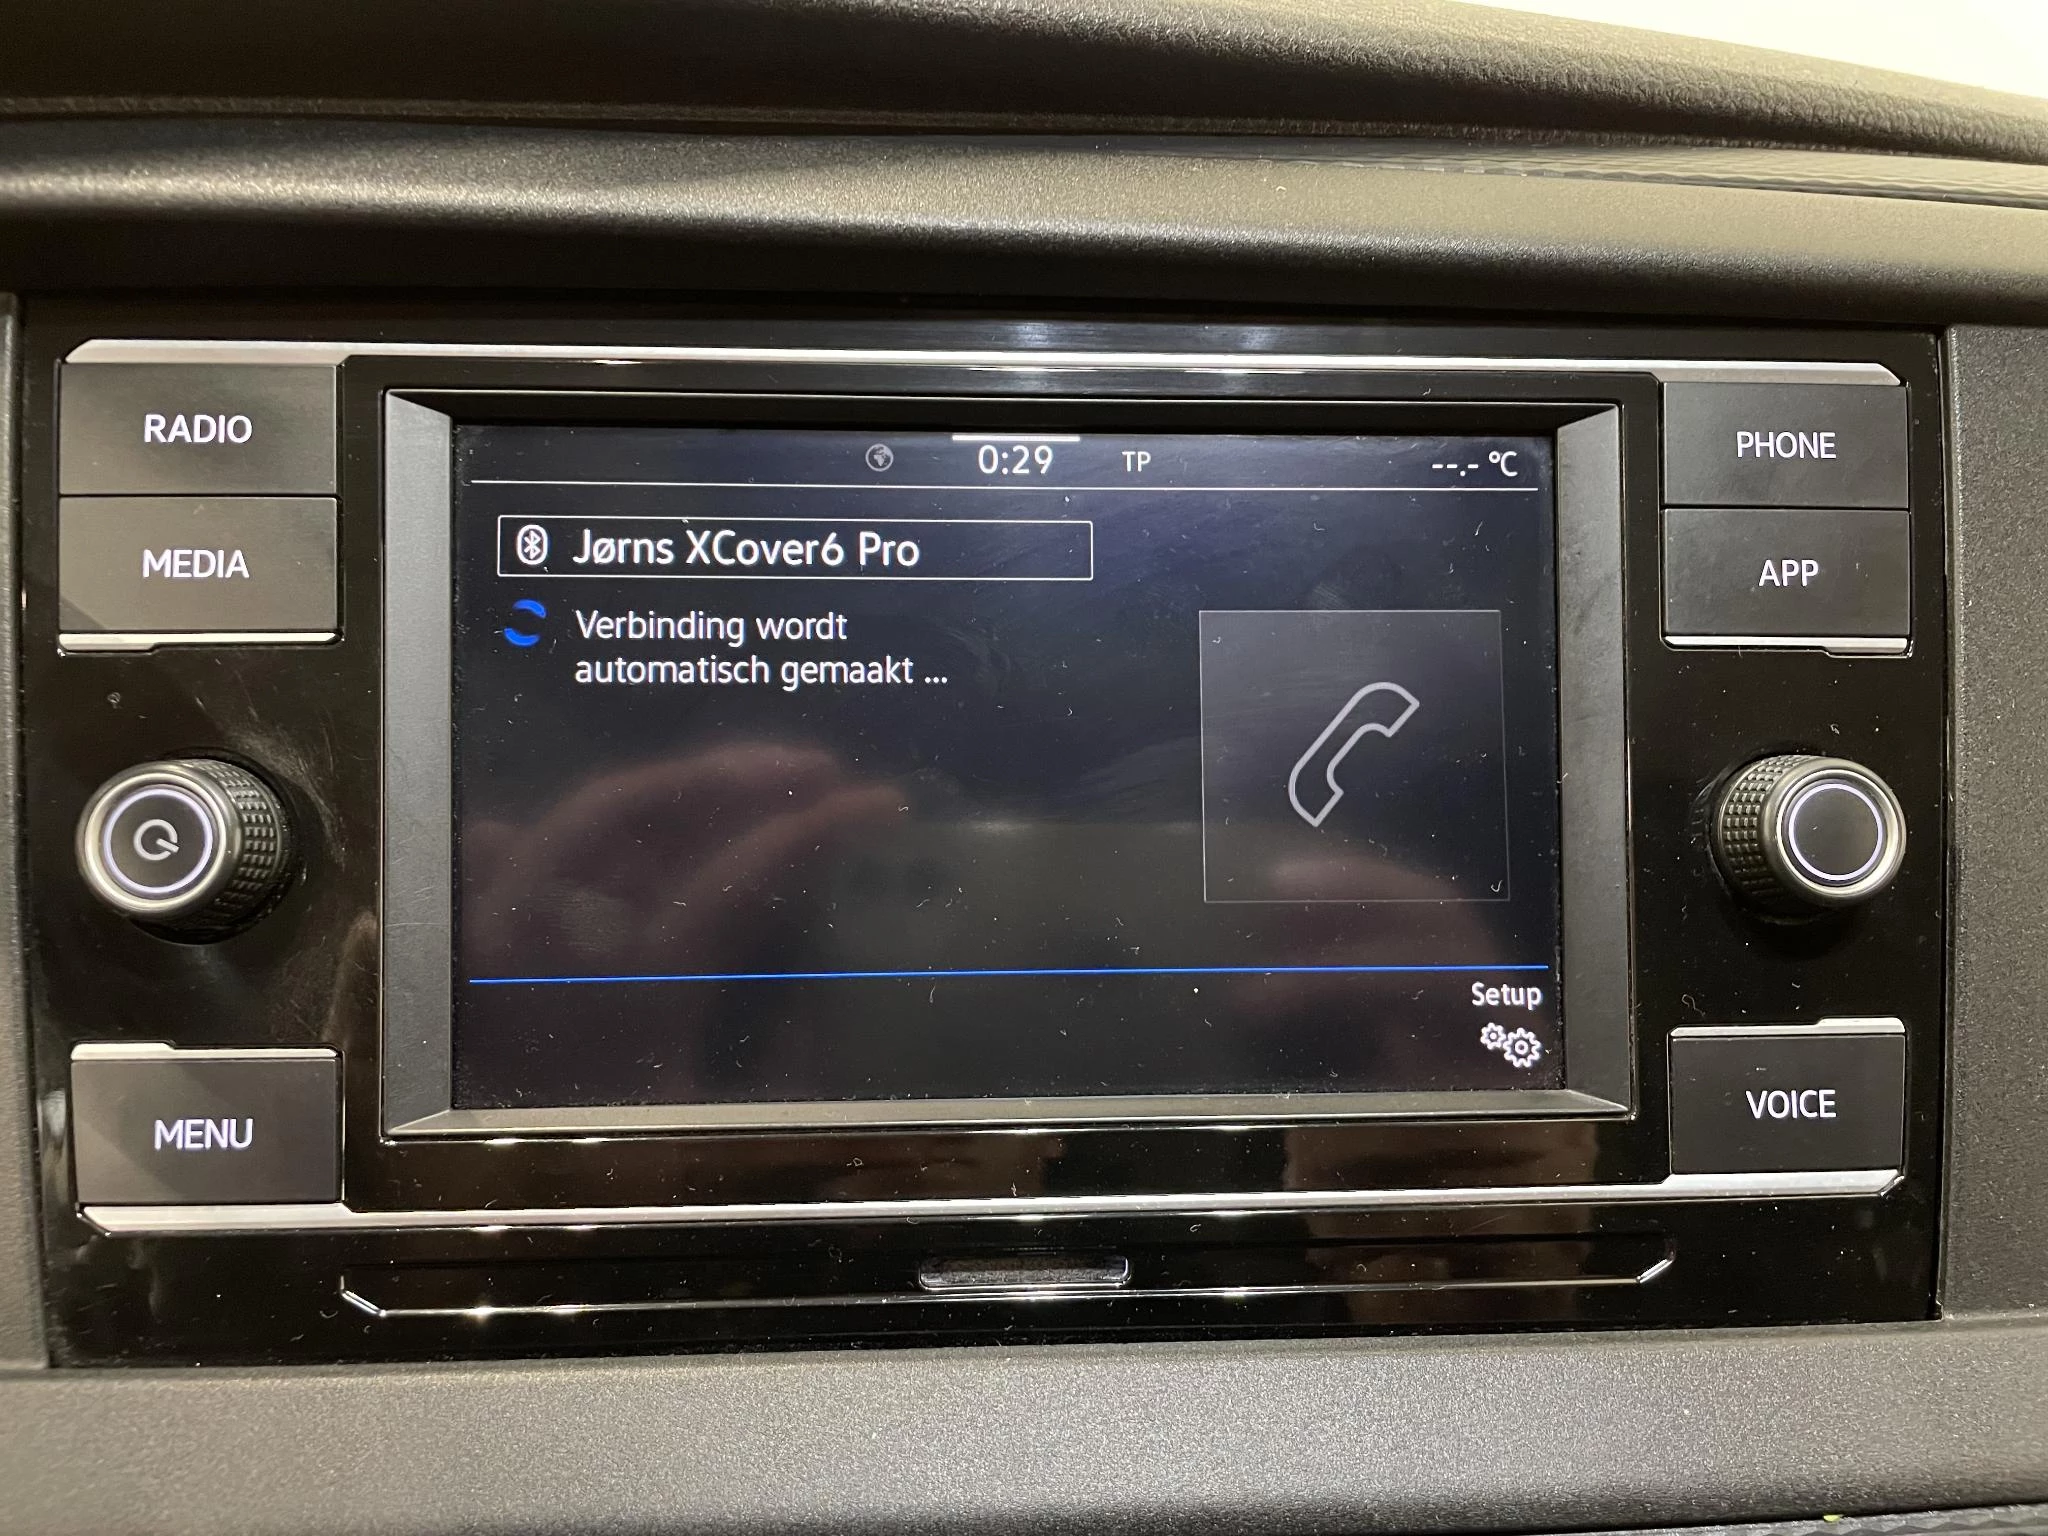 RADIO
MEDIA
MENU
0:29 TP --.- °C
Jørns XCover6 Pro
Verbinding wordt
automatisch gemaakt ...
Setup
PHONE
APP
VOICE